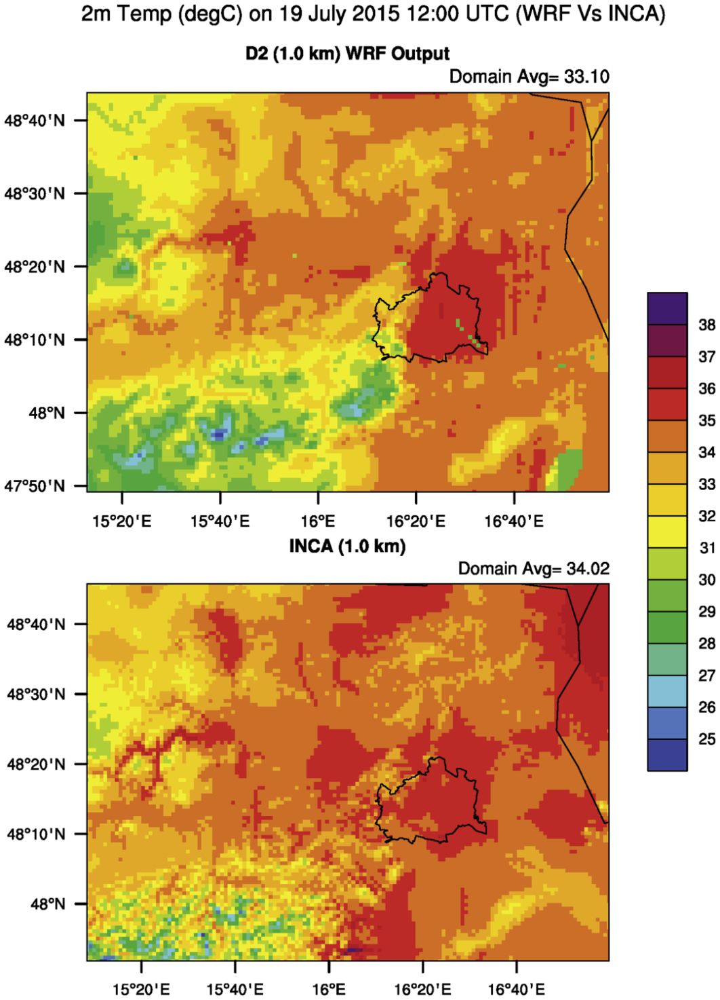 2m Temp (degC) on 19 July 2015 12:00 UTC (WRF Vs INCA)
D2 (1.0 km) WRF Output
Domain Avg= 33.10
48°40'N
48°30'N
48°20'N
48°10'N
48°N
47°50'N
15°20'E 15°40'E 16°E 16°20'E 16°40'E
INCA (1.0 km)
Domain Avg= 34.02
48°40'N
48°30'N
48°20'N
48°10'N
48°N
15°20'E 15°40'E 16°E 16°20'E 16°40'E
38
37
36
35
34
33
32
31
30
29
28
27
26
25